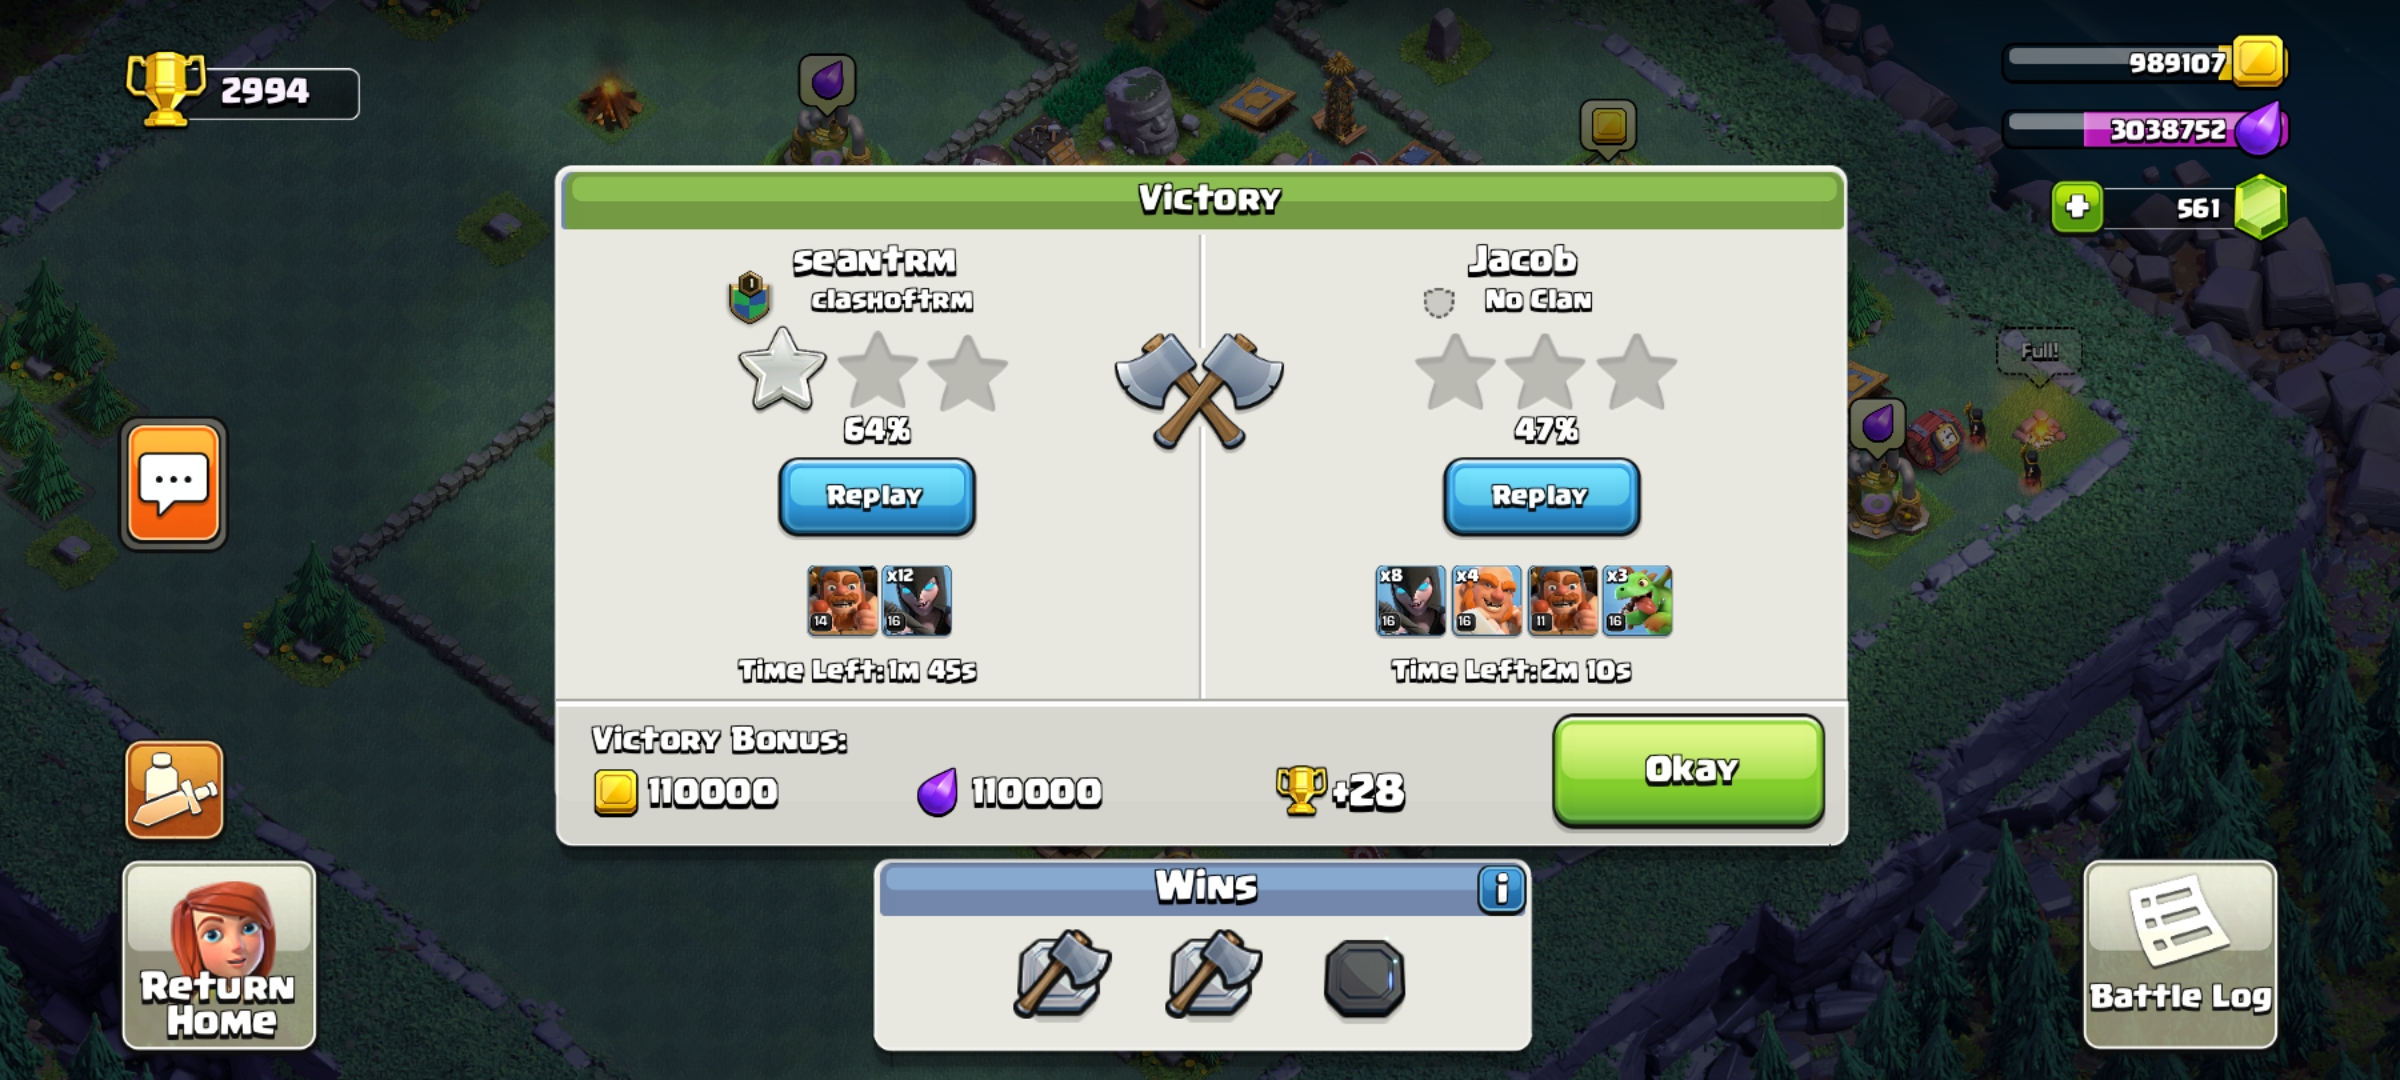 2994
989107
3038752
561
Victory
seantrm
clashoftrm
1
64%
Replay
14
x12
16
Time Left:1m 45s
Jacob
No Clan
47%
Replay
x8
16
x4
16
11
x3
16
Time Left:2m 10s
Full!
Victory Bonus:
110000
110000
+28
Okay
Wins
i
Return
Home
Battle Log